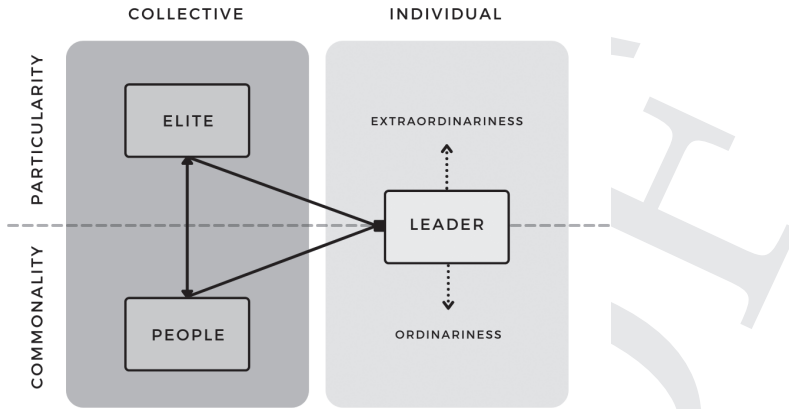 COLLECTIVE
INDIVIDUAL
PARTICULARITY
ELITE
EXTRAORDINARINESS
LEADER
COMMONALITY
PEOPLE
ORDINARINESS